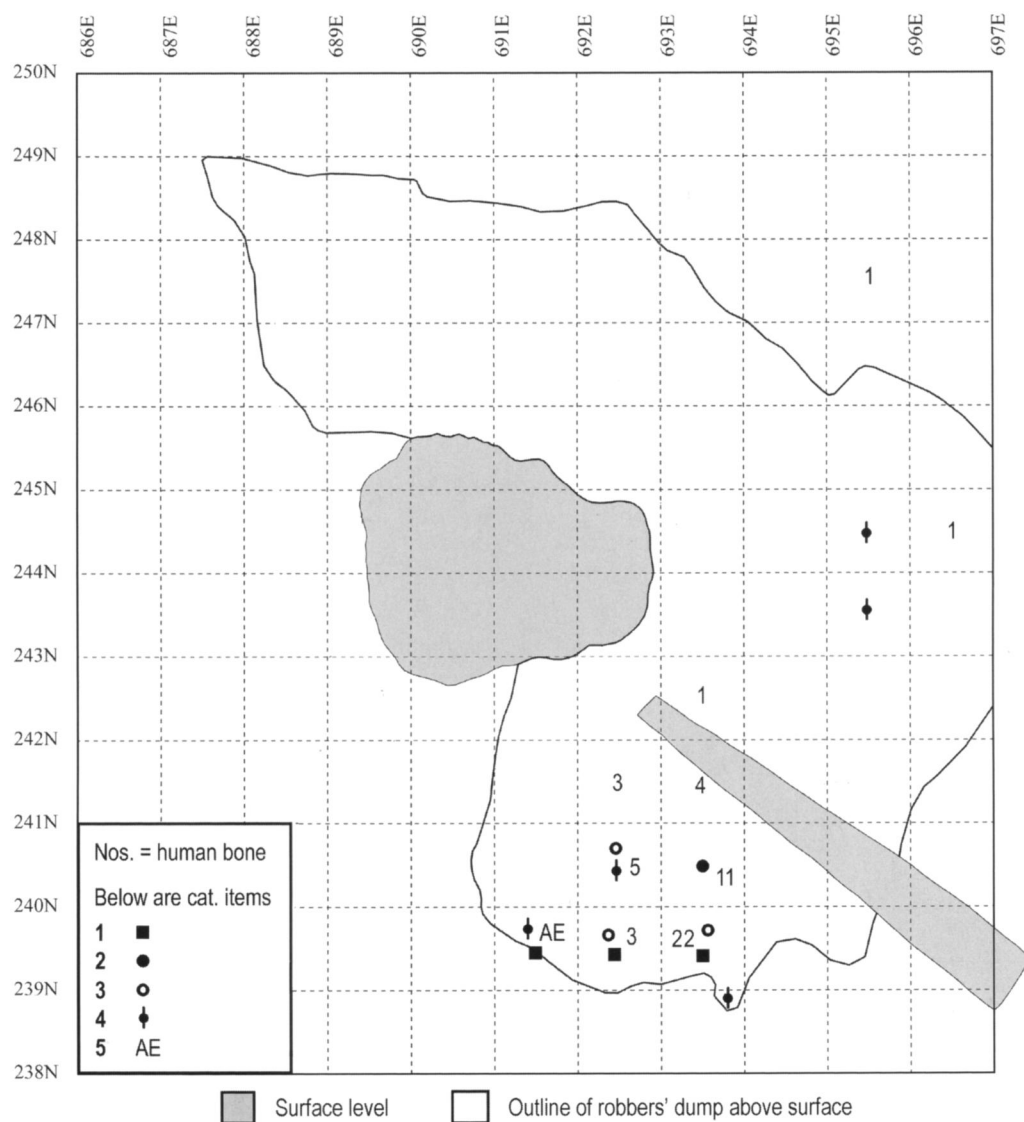 686E 687E 688E 689E 690E 691E 692E 693E 694E 695E 696E 697E
250N
249N
248N
1
247N
246N
245N
1
244N
243N
1
242N
3 4
241N
5 11
240N
AE 3 22
239N
238N
Nos. = human bone
Below are cat. items
1
2
3
4
5 AE
Surface level Outline of robbers' dump above surface